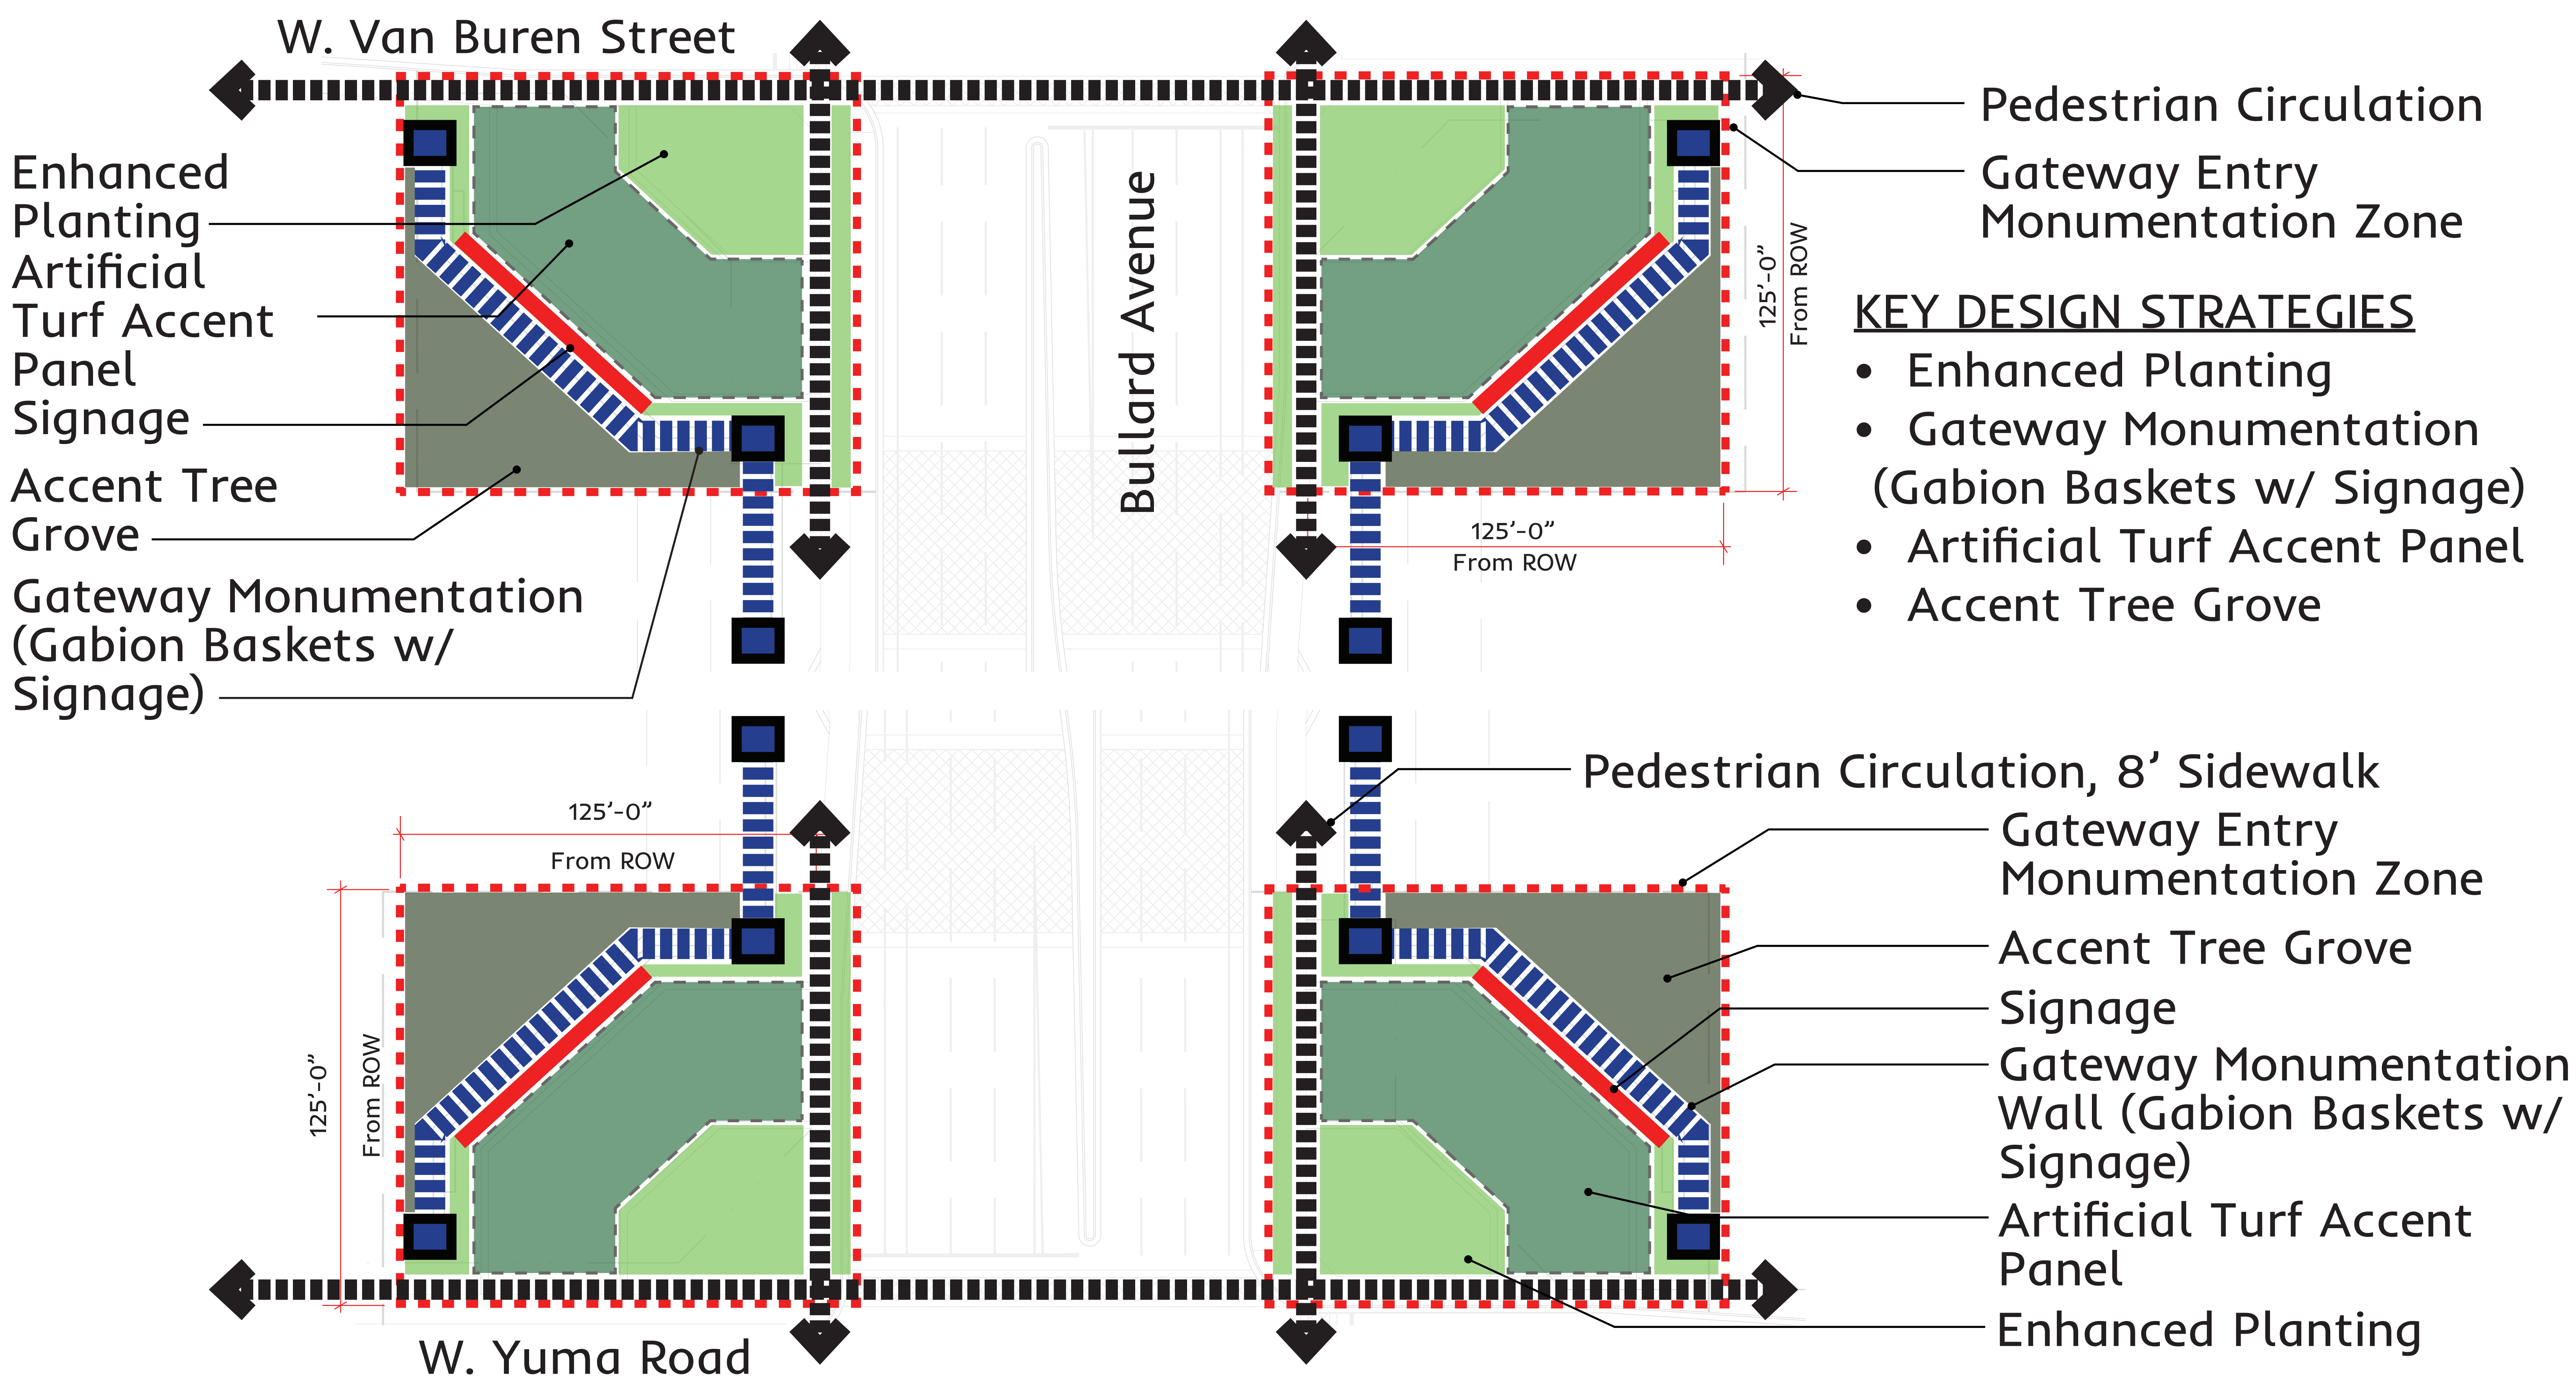 W. Van Buren Street
Enhanced
Planting
Artificial
Turf Accent
Panel
Signage
Accent Tree
Grove
Gateway Monumentation
(Gabion Baskets w/
Signage)
Bullard Avenue
125’-0”
From ROW
125’-0”
From ROW
Pedestrian Circulation
Gateway Entry
Monumentation Zone
KEY DESIGN STRATEGIES
• Enhanced Planting
• Gateway Monumentation
(Gabion Baskets w/ Signage)
• Artificial Turf Accent Panel
• Accent Tree Grove
125’-0”
From ROW
125’-0”
From ROW
Pedestrian Circulation, 8’ Sidewalk
Gateway Entry
Monumentation Zone
Accent Tree Grove
Signage
Gateway Monumentation
Wall (Gabion Baskets w/
Signage)
Artificial Turf Accent
Panel
Enhanced Planting
W. Yuma Road